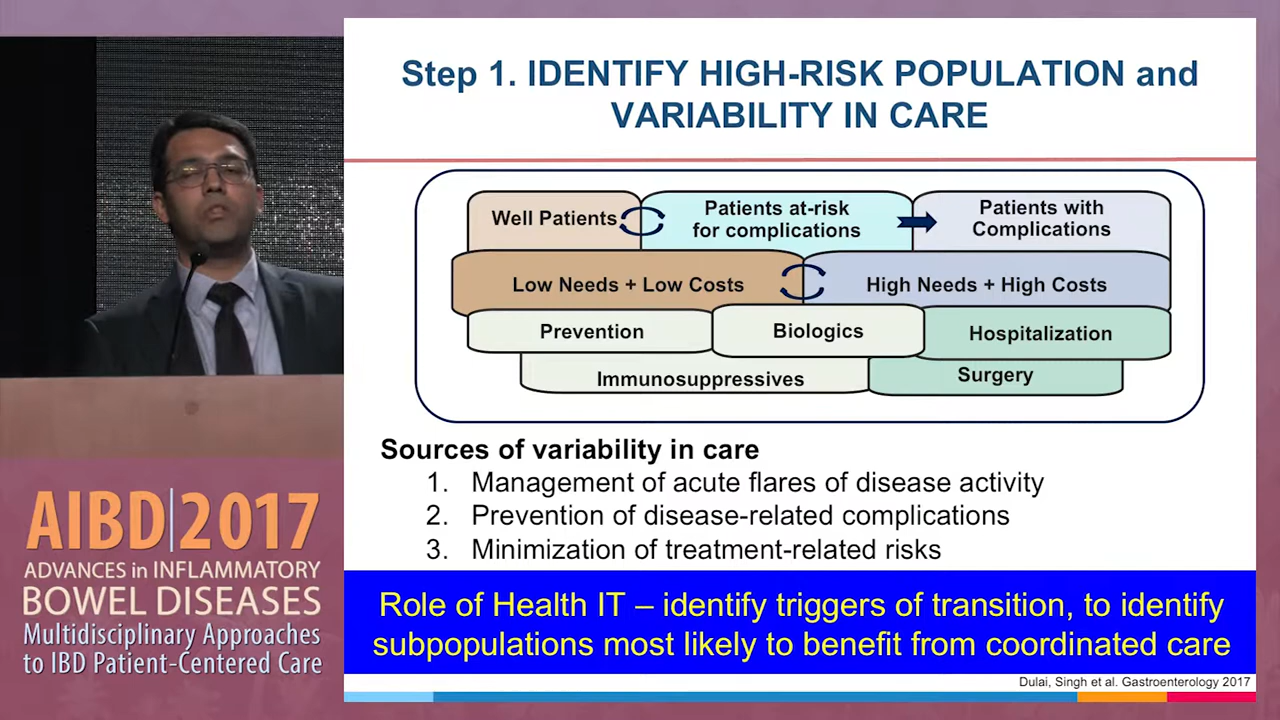 Step 1. IDENTIFY HIGH-RISK POPULATION and
VARIABILITY IN CARE
Well Patients
Patients at-risk
for complications
Patients with
Complications
Low Needs + Low Costs
High Needs + High Costs
Prevention
Biologics
Hospitalization
Immunosuppressives
Surgery
Sources of variability in care
1. Management of acute flares of disease activity
2. Prevention of disease-related complications
3. Minimization of treatment-related risks
Role of Health IT – identify triggers of transition, to identify
subpopulations most likely to benefit from coordinated care
Dulai, Singh et al. Gastroenterology 2017
AIBD|2017
ADVANCES in INFLAMMATORY
BOWEL DISEASES
Multidisciplinary Approaches
to IBD Patient-Centered Care